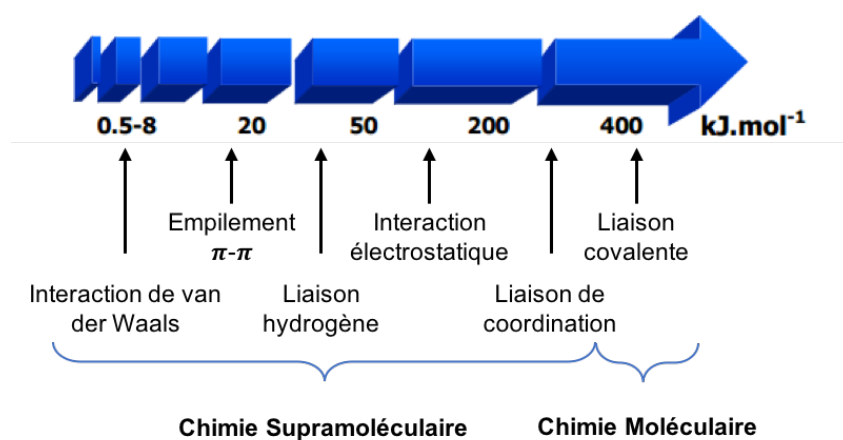 0.5-8 20 50 200 400 kJ.mol⁻¹
Empilement
π-π
Interaction
électrostatique
Liaison
covalente
Interaction de van
der Waals
Liaison
hydrogène
Liaison de
coordination
Chimie Supramoléculaire
Chimie Moléculaire